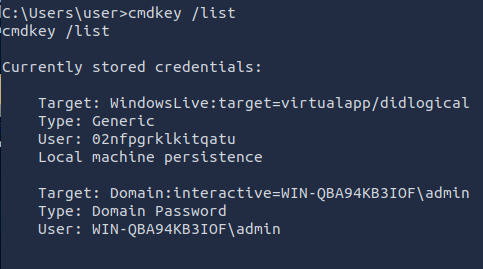 C:\Users\user>cmdkey /list
cmdkey /list
Currently stored credentials:
Target: WindowsLive:target=virtualapp/didlogical
Type: Generic
User: 02nfpgrklkitqatu
Local machine persistence
Target: Domain:interactive=WIN-QBA94KB3IOF\admin
Type: Domain Password
User: WIN-QBA94KB3IOF\admin